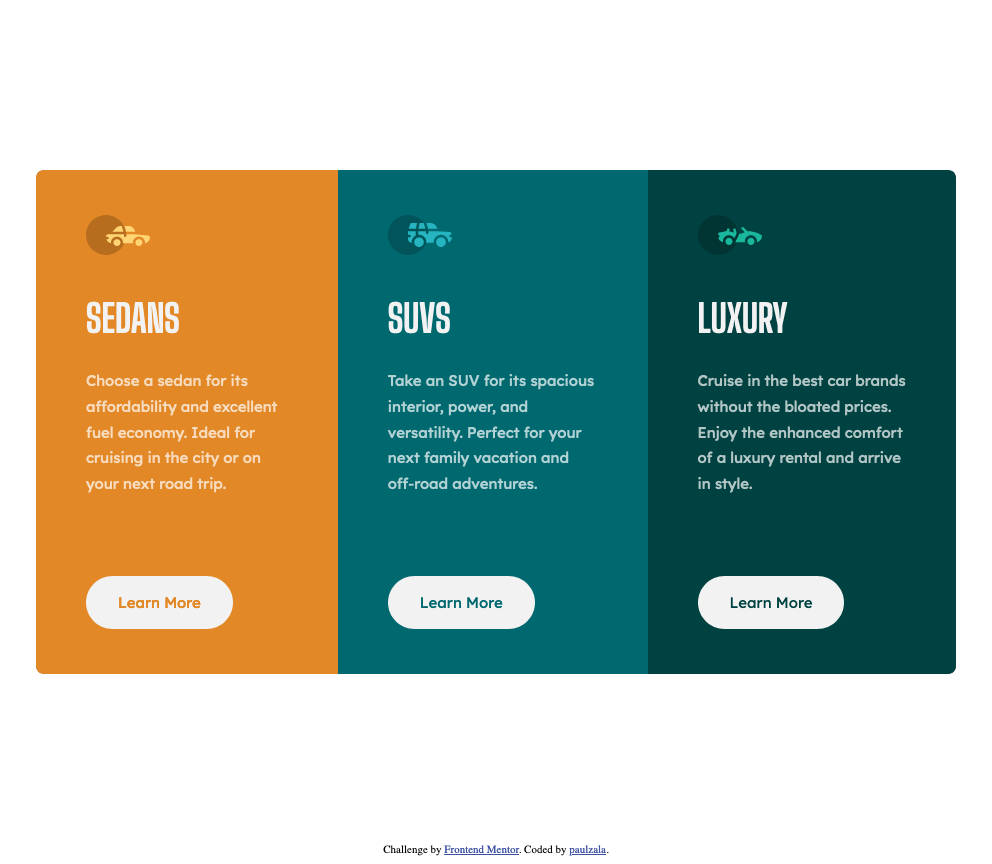 SEDANS
Choose a sedan for its
affordability and excellent
fuel economy. Ideal for
cruising in the city or on
your next road trip.
Learn More
SUVS
Take an SUV for its spacious
interior, power, and
versatility. Perfect for your
next family vacation and
off-road adventures.
Learn More
LUXURY
Cruise in the best car brands
without the bloated prices.
Enjoy the enhanced comfort
of a luxury rental and arrive
in style.
Learn More
Challenge by Frontend Mentor. Coded by paulzala.